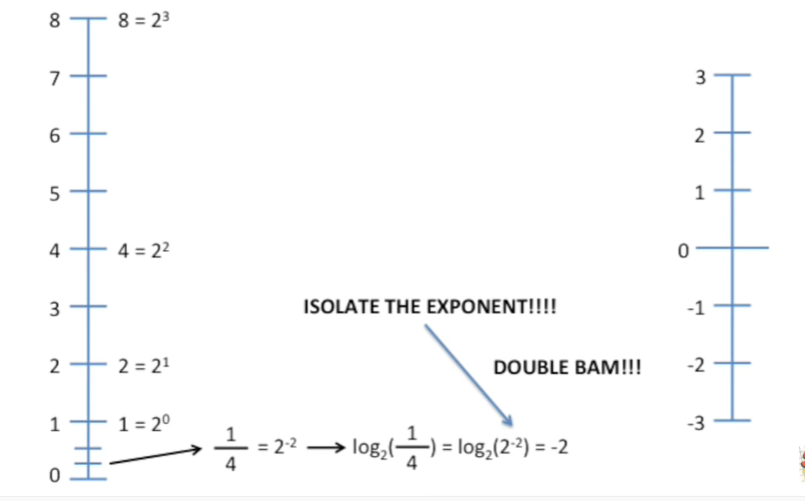 8 8 = 2³
7
6
5
4 4 = 2²
3
2 2 = 2¹
1 1 = 2⁰
0
ISOLATE THE EXPONENT!!!!
DOUBLE BAM!!!
1/4 = 2⁻² → log₂(1/4) = log₂(2⁻²) = -2
3
2
1
0
-1
-2
-3